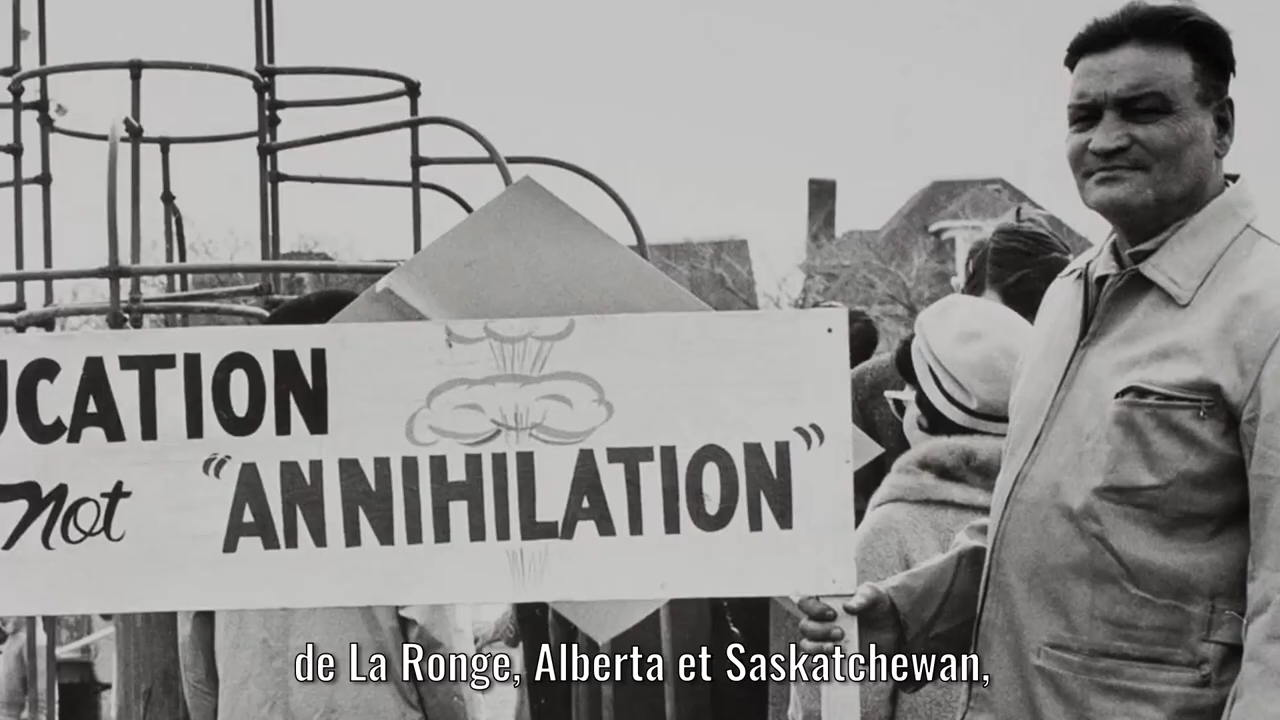 UCATION
Not "ANNIHILATION"
de La Ronge, Alberta et Saskatchewan,